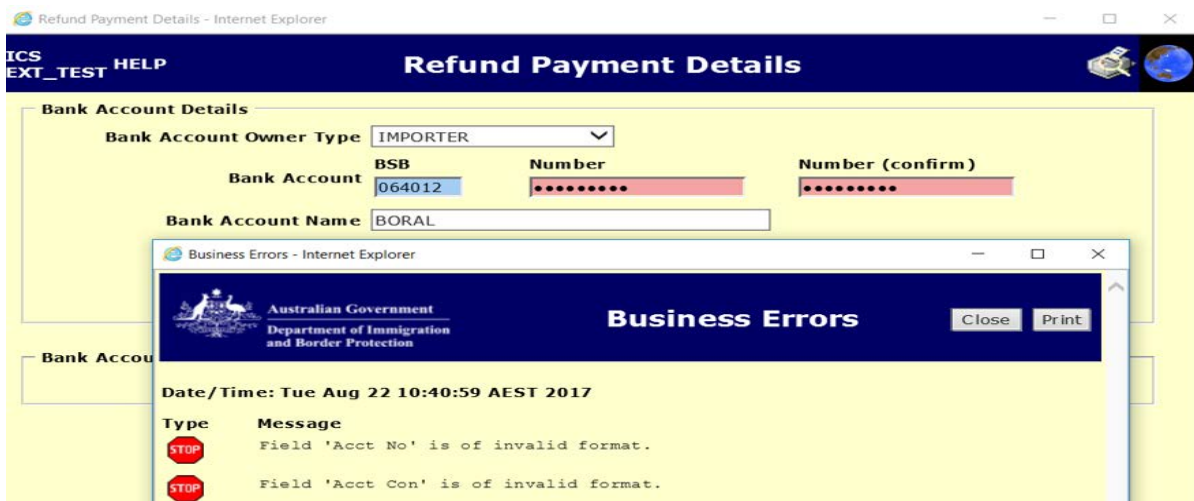 Refund Payment Details - Internet Explorer
ICS
EXT_TEST HELP
Refund Payment Details
Bank Account Details
Bank Account Owner Type IMPORTER
BSB Number Number (confirm)
Bank Account 064012 ••••••••• •••••••••
Bank Account Name BORAL
Business Errors - Internet Explorer
Australian Government
Department of Immigration
and Border Protection
Business Errors
Close Print
Bank Accou
Date/Time: Tue Aug 22 10:40:59 AEST 2017
Type Message
STOP Field 'Acct No' is of invalid format.
STOP Field 'Acct Con' is of invalid format.